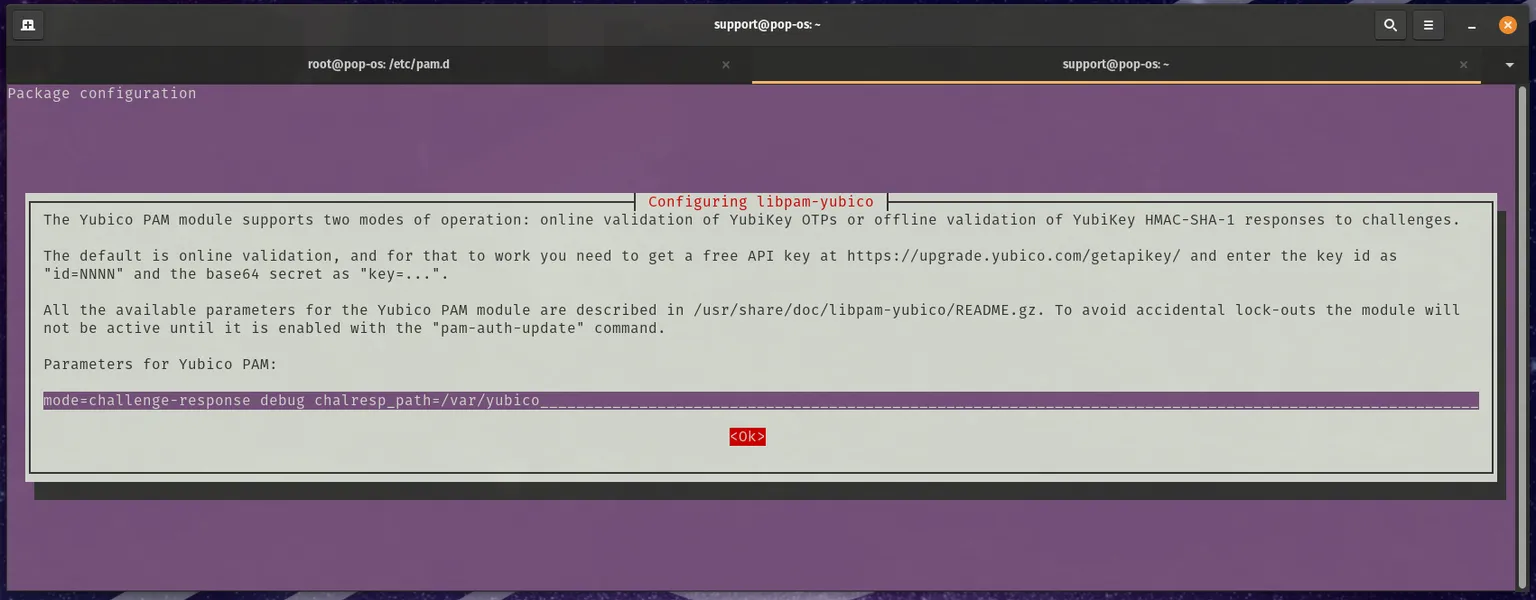 support@pop-os: ~
root@pop-os: /etc/pam.d
support@pop-os: ~
Package configuration
Configuring libpam-yubico
The Yubico PAM module supports two modes of operation: online validation of YubiKey OTPs or offline validation of YubiKey HMAC-SHA-1 responses to challenges.
The default is online validation, and for that to work you need to get a free API key at https://upgrade.yubico.com/getapikey/ and enter the key id as
"id=NNNN" and the base64 secret as "key=...".
All the available parameters for the Yubico PAM module are described in /usr/share/doc/libpam-yubico/README.gz. To avoid accidental lock-outs the module will
not be active until it is enabled with the "pam-auth-update" command.
Parameters for Yubico PAM:
mode=challenge-response debug chalresp_path=/var/yubico
<Ok>